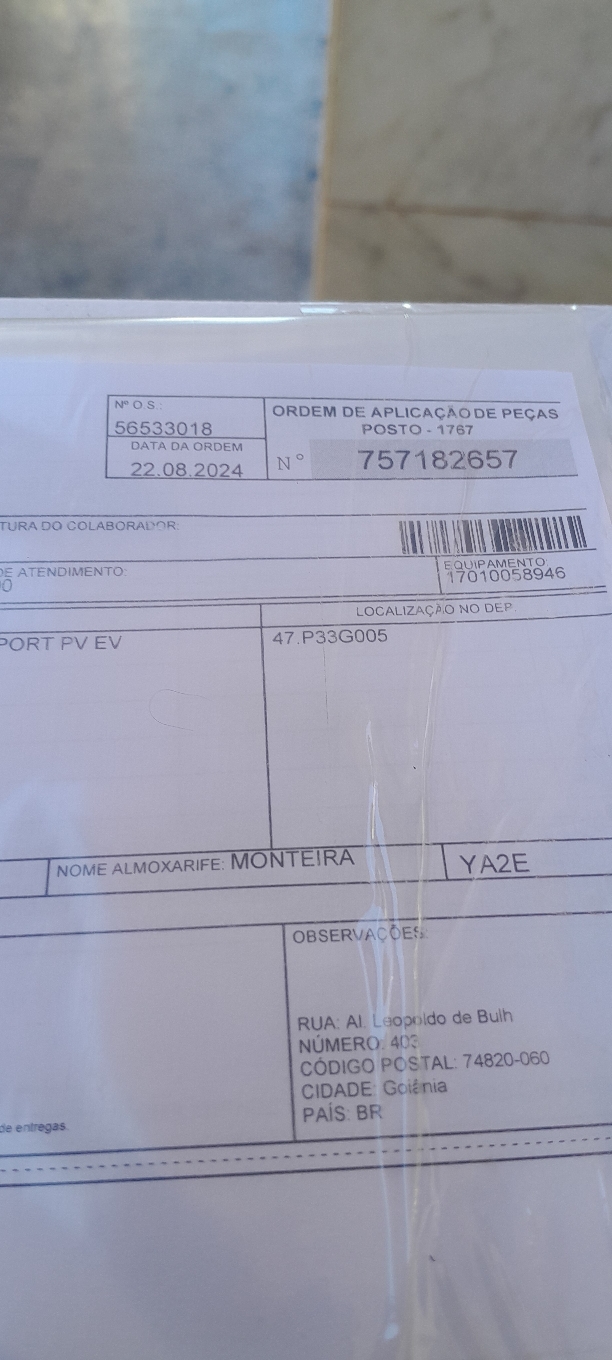 Nº O.S.:
56533018
DATA DA ORDEM
22.08.2024
ORDEM DE APLICAÇÃO DE PEÇAS
POSTO - 1767
Nº 757182657
TURA DO COLABORADOR:
DE ATENDIMENTO:
EQUIPAMENTO
17010058946
LOCALIZAÇÃO NO DEP.
PORT PV EV
47.P33G005
NOME ALMOXARIFE: MONTEIRA
YA2E
OBSERVAÇÕES:
RUA: Al. Leopoldo de Bulh
NÚMERO: 403
CÓDIGO POSTAL: 74820-060
CIDADE: Goiânia
PAÍS: BR
de entregas.